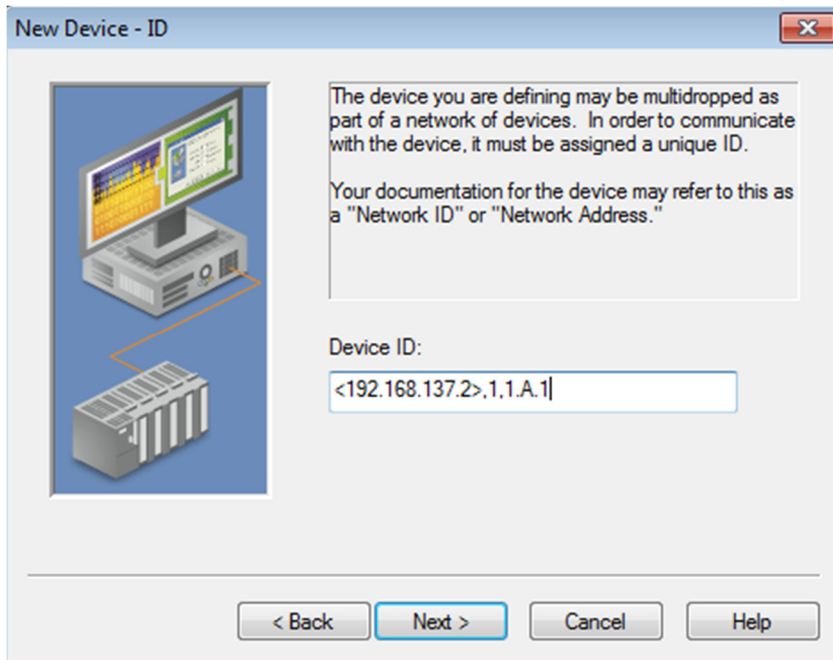 New Device - ID
The device you are defining may be multidropped as
part of a network of devices. In order to communicate
with the device, it must be assigned a unique ID.
Your documentation for the device may refer to this as
a "Network ID" or "Network Address."
Device ID:
<192.168.137.2>,1,1.A.1
< Back
Next >
Cancel
Help